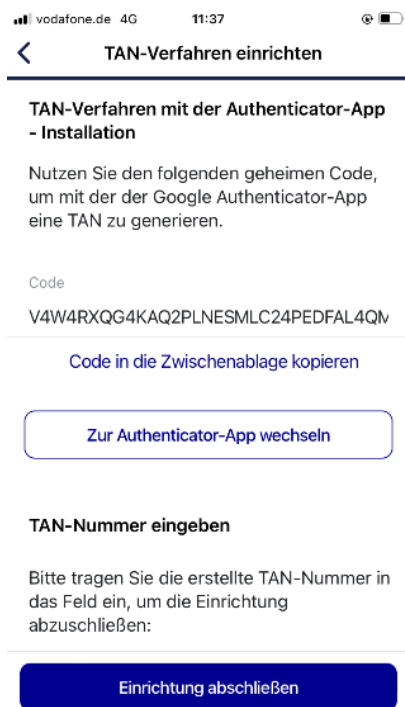 vodafone.de 4G 11:37
TAN-Verfahren einrichten
TAN-Verfahren mit der Authenticator-App
- Installation
Nutzen Sie den folgenden geheimen Code,
um mit der der Google Authenticator-App
eine TAN zu generieren.
Code
V4W4RXQG4KAQ2PLNESMLC24PEDFAL4QM
Code in die Zwischenablage kopieren
Zur Authenticator-App wechseln
TAN-Nummer eingeben
Bitte tragen Sie die erstellte TAN-Nummer in
das Feld ein, um die Einrichtung
abzuschließen:
Einrichtung abschließen